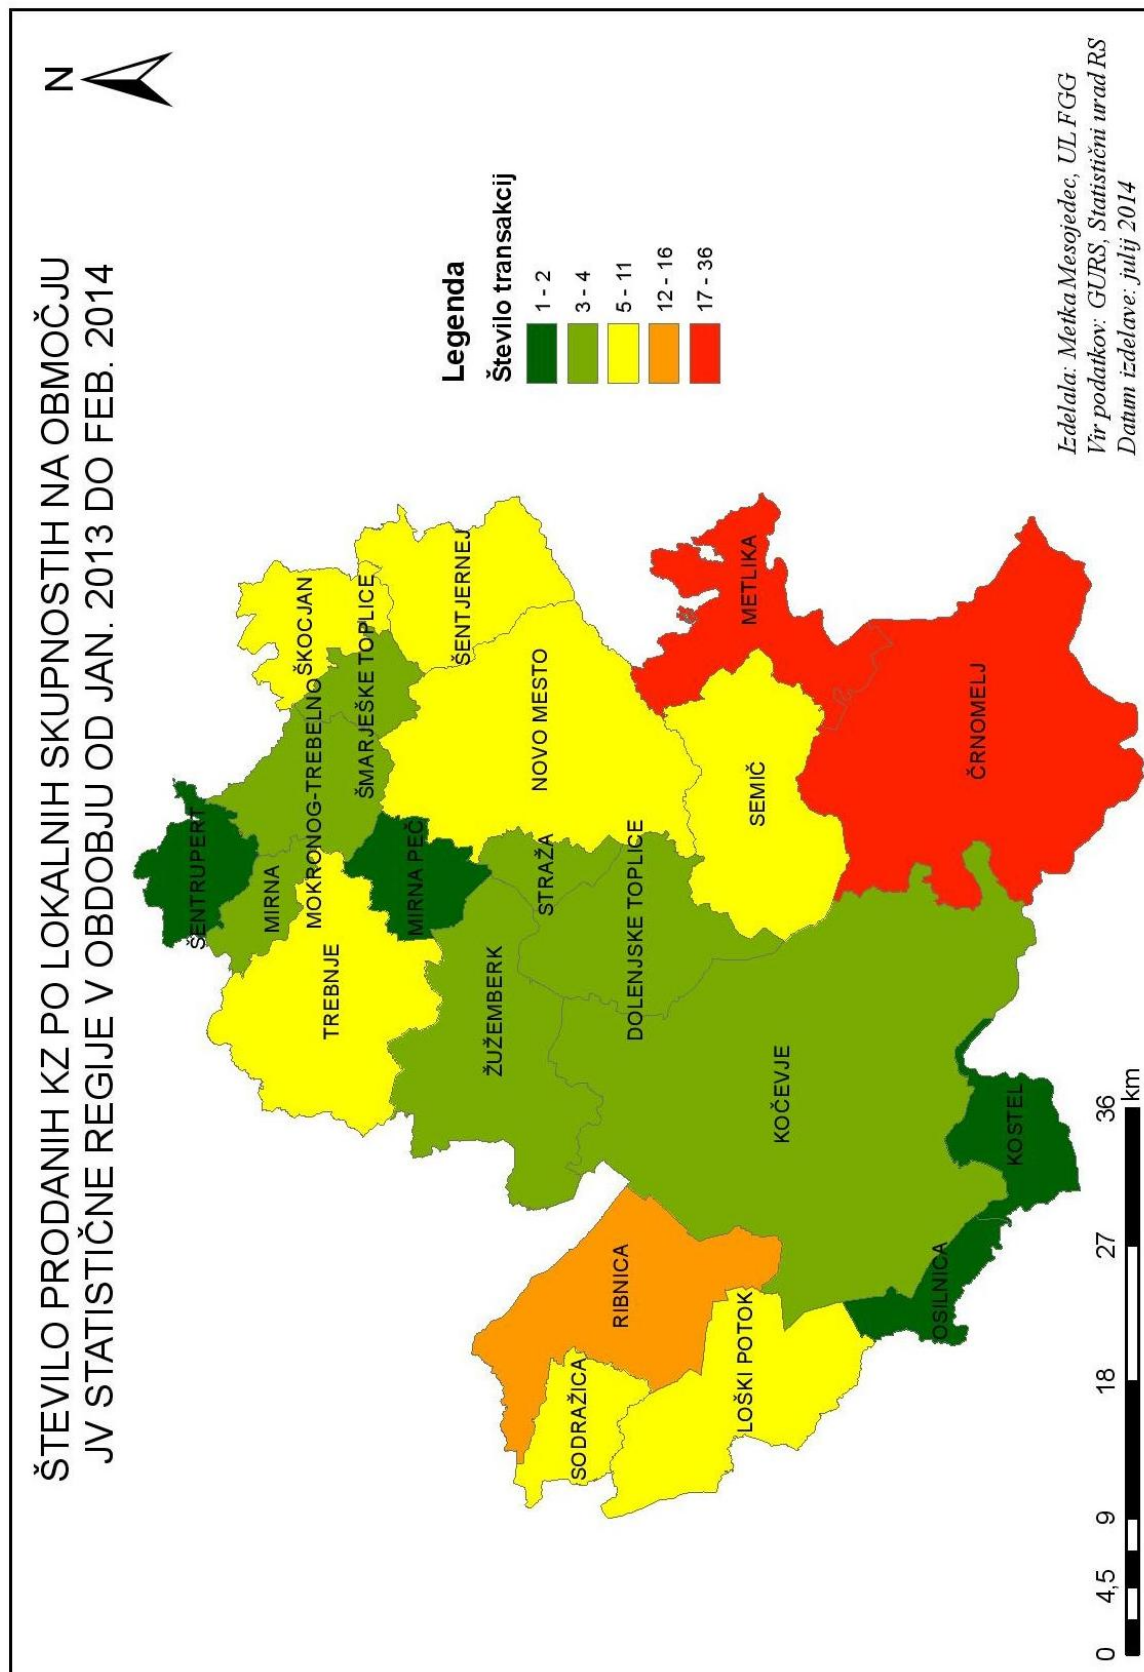 ŠTEVILO PRODANIH KZ PO LOKALNIH SKUPNOSTIH NA OBMOČJU
JV STATISTIČNE REGIJE V OBDOBJU OD JAN. 2013 DO FEB. 2014
N
ŠENTRUPERT
MIRNA
MOKRONOG-TREBELNO
ŠKOCJAN
TREBNJE
ŠMARJEŠKE TOPLICE
MIRNA PEČ
ŠENTJERNEJ
ŽUŽEMBERK
STRAŽA
NOVO MESTO
SODRAŽICA
RIBNICA
DOLENJSKE TOPLICE
LOŠKI POTOK
KOČEVJE
SEMIČ
METLIKA
OSILNICA
KOSTEL
ČRNOMELJ
Legenda
Število transakcij
1 - 2
3 - 4
5 - 11
12 - 16
17 - 36
0 4,5 9 18 27 36
km
Izdelala: Metka Mesojedec, UL FGG
Vir podatkov: GURS, Statistični urad RS
Datum izdelave: julij 2014